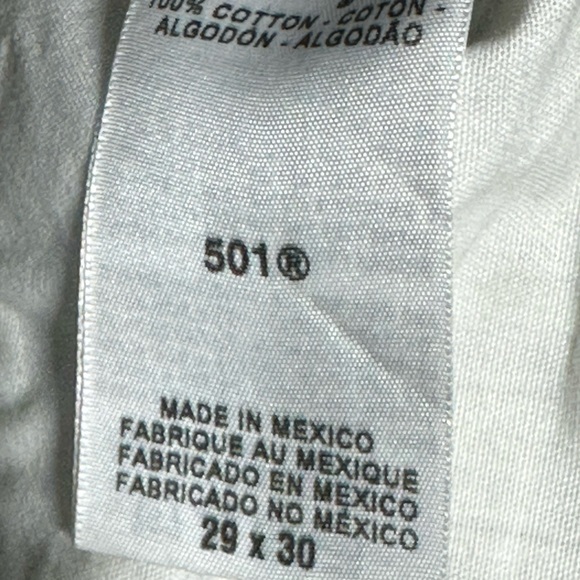 100% COTTON - COTON -
ALGODÓN - ALGODÃO
501®
MADE IN MEXICO
FABRIQUE AU MEXIQUE
FABRICADO EN MEXICO
FABRICADO NO MÉXICO
29 x 30